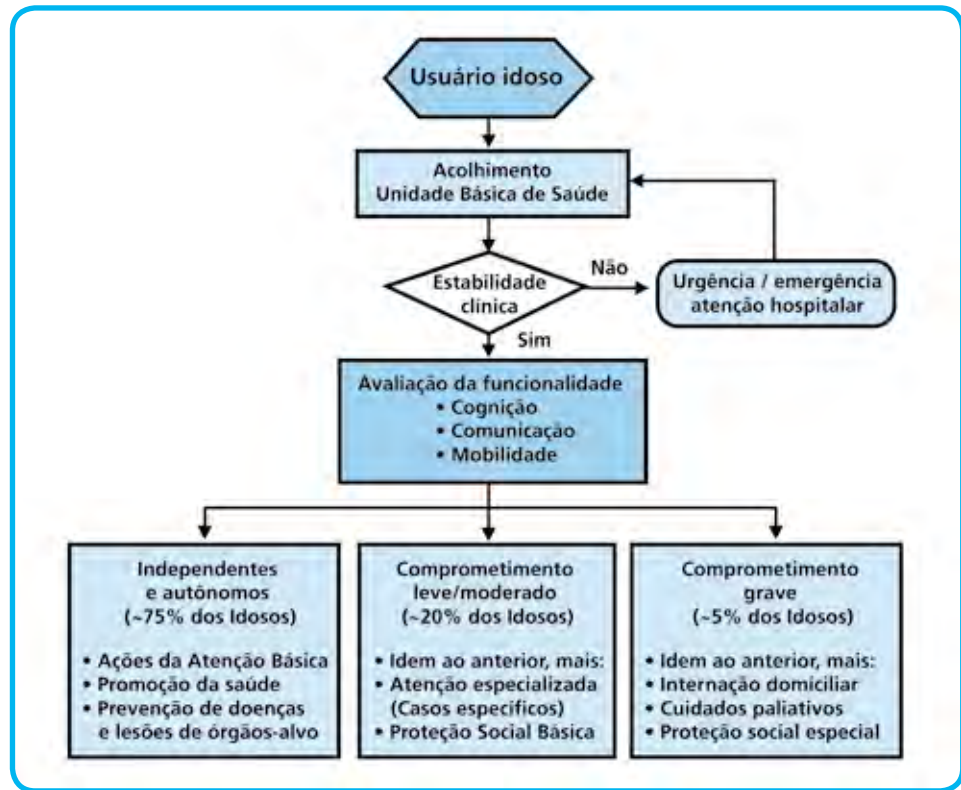 Usuário idoso
Acolhimento
Unidade Básica de Saúde
Estabilidade
clínica
Não
Urgência / emergência
atenção hospitalar
Sim
Avaliação da funcionalidade
• Cognição
• Comunicação
• Mobilidade
Independentes
e autônomos
(~75% dos Idosos)
• Ações da Atenção Básica
• Promoção da saúde
• Prevenção de doenças
e lesões de órgãos-alvo
Comprometimento
leve/moderado
(~20% dos Idosos)
• Idem ao anterior, mais:
• Atenção especializada
(Casos especificos)
• Proteção Social Básica
Comprometimento
grave
(~5% dos Idosos)
• Idem ao anterior, mais:
• Internação domiciliar
• Cuidados paliativos
• Proteção social especial